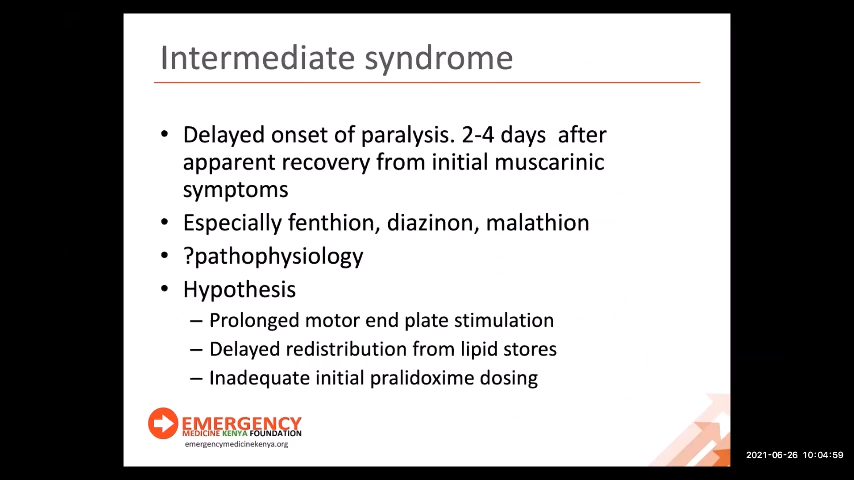 Intermediate syndrome
• Delayed onset of paralysis. 2-4 days after
apparent recovery from initial muscarinic
symptoms
• Especially fenthion, diazinon, malathion
• ?pathophysiology
• Hypothesis
– Prolonged motor end plate stimulation
– Delayed redistribution from lipid stores
– Inadequate initial pralidoxime dosing
EMERGENCY
MEDICINE KENYA FOUNDATION
emergencymedicinekenya.org
2021-06-26 10:04:59